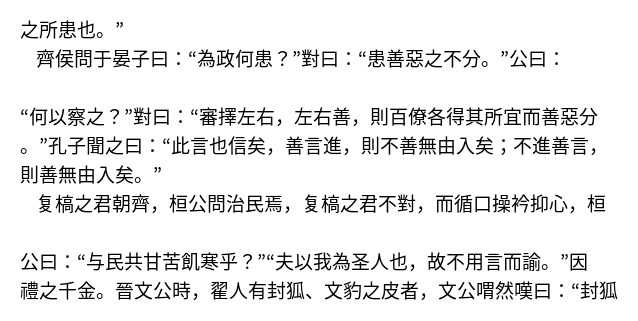 之所患也。”
齊侯問于晏子曰：“為政何患？”對曰：“患善惡之不分。”公曰：
“何以察之？”對曰：“審擇左右，左右善，則百僚各得其所宜而善惡分
。”孔子聞之曰：“此言也信矣，善言進，則不善無由入矣；不進善言，
則善無由入矣。”
复槁之君朝齊，桓公問治民焉，复槁之君不對，而循口操衿抑心，桓
公曰：“与民共甘苦飢寒乎？”“夫以我為圣人也，故不用言而諭。”因
禮之千金。晉文公時，翟人有封狐、文豹之皮者，文公喟然嘆曰：“封狐